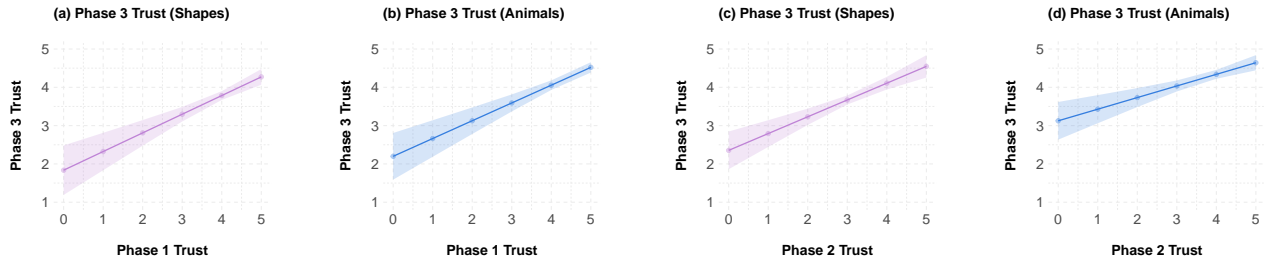 (a) Phase 3 Trust (Shapes)
5
4
3
2
1
Phase 3 Trust
0 1 2 3 4 5
Phase 1 Trust
(b) Phase 3 Trust (Animals)
5
4
3
2
1
Phase 3 Trust
0 1 2 3 4 5
Phase 1 Trust
(c) Phase 3 Trust (Shapes)
5
4
3
2
1
Phase 3 Trust
0 1 2 3 4 5
Phase 2 Trust
(d) Phase 3 Trust (Animals)
5
4
3
2
1
Phase 3 Trust
0 1 2 3 4 5
Phase 2 Trust